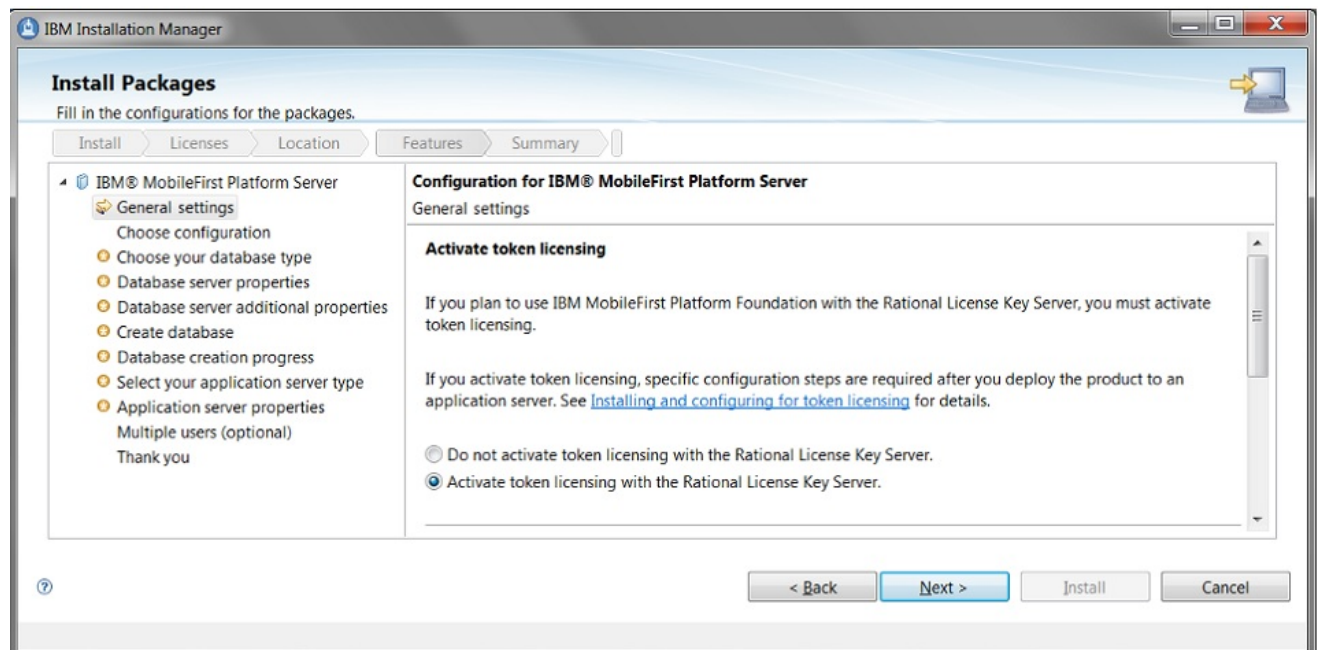 IBM Installation Manager
Install Packages
Fill in the configurations for the packages.
Install Licenses Location Features Summary
IBM® MobileFirst Platform Server
General settings
Choose configuration
Choose your database type
Database server properties
Database server additional properties
Create database
Database creation progress
Select your application server type
Application server properties
Multiple users (optional)
Thank you
Configuration for IBM® MobileFirst Platform Server
General settings
Activate token licensing
If you plan to use IBM MobileFirst Platform Foundation with the Rational License Key Server, you must activate
token licensing.
If you activate token licensing, specific configuration steps are required after you deploy the product to an
application server. See Installing and configuring for token licensing for details.
Do not activate token licensing with the Rational License Key Server.
Activate token licensing with the Rational License Key Server.
? < Back Next > Install Cancel